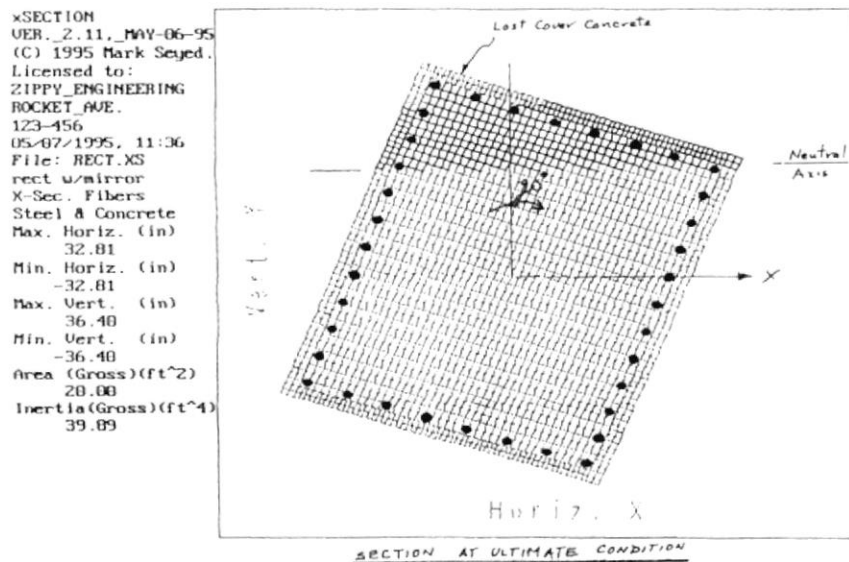 xSECTION
VER._2.11,_MAY-06-95
(C) 1995 Mark Seyed.
Licensed to:
ZIPPY_ENGINEERING
ROCKET_AVE.
123-456
05/07/1995, 11:36
File: RECT.XS
rect w/mirror
X-Sec. Fibers
Steel & Concrete
Max. Horiz. (in)
32.81
Min. Horiz. (in)
-32.81
Max. Vert. (in)
36.40
Min. Vert. (in)
-36.40
Area (Gross)(ft^2)
20.00
Inertia(Gross)(ft^4)
39.09
Lost Cover Concrete
Neutral
Axis
90°
X
Vert. Y
Horiz. X
SECTION AT ULTIMATE CONDITION